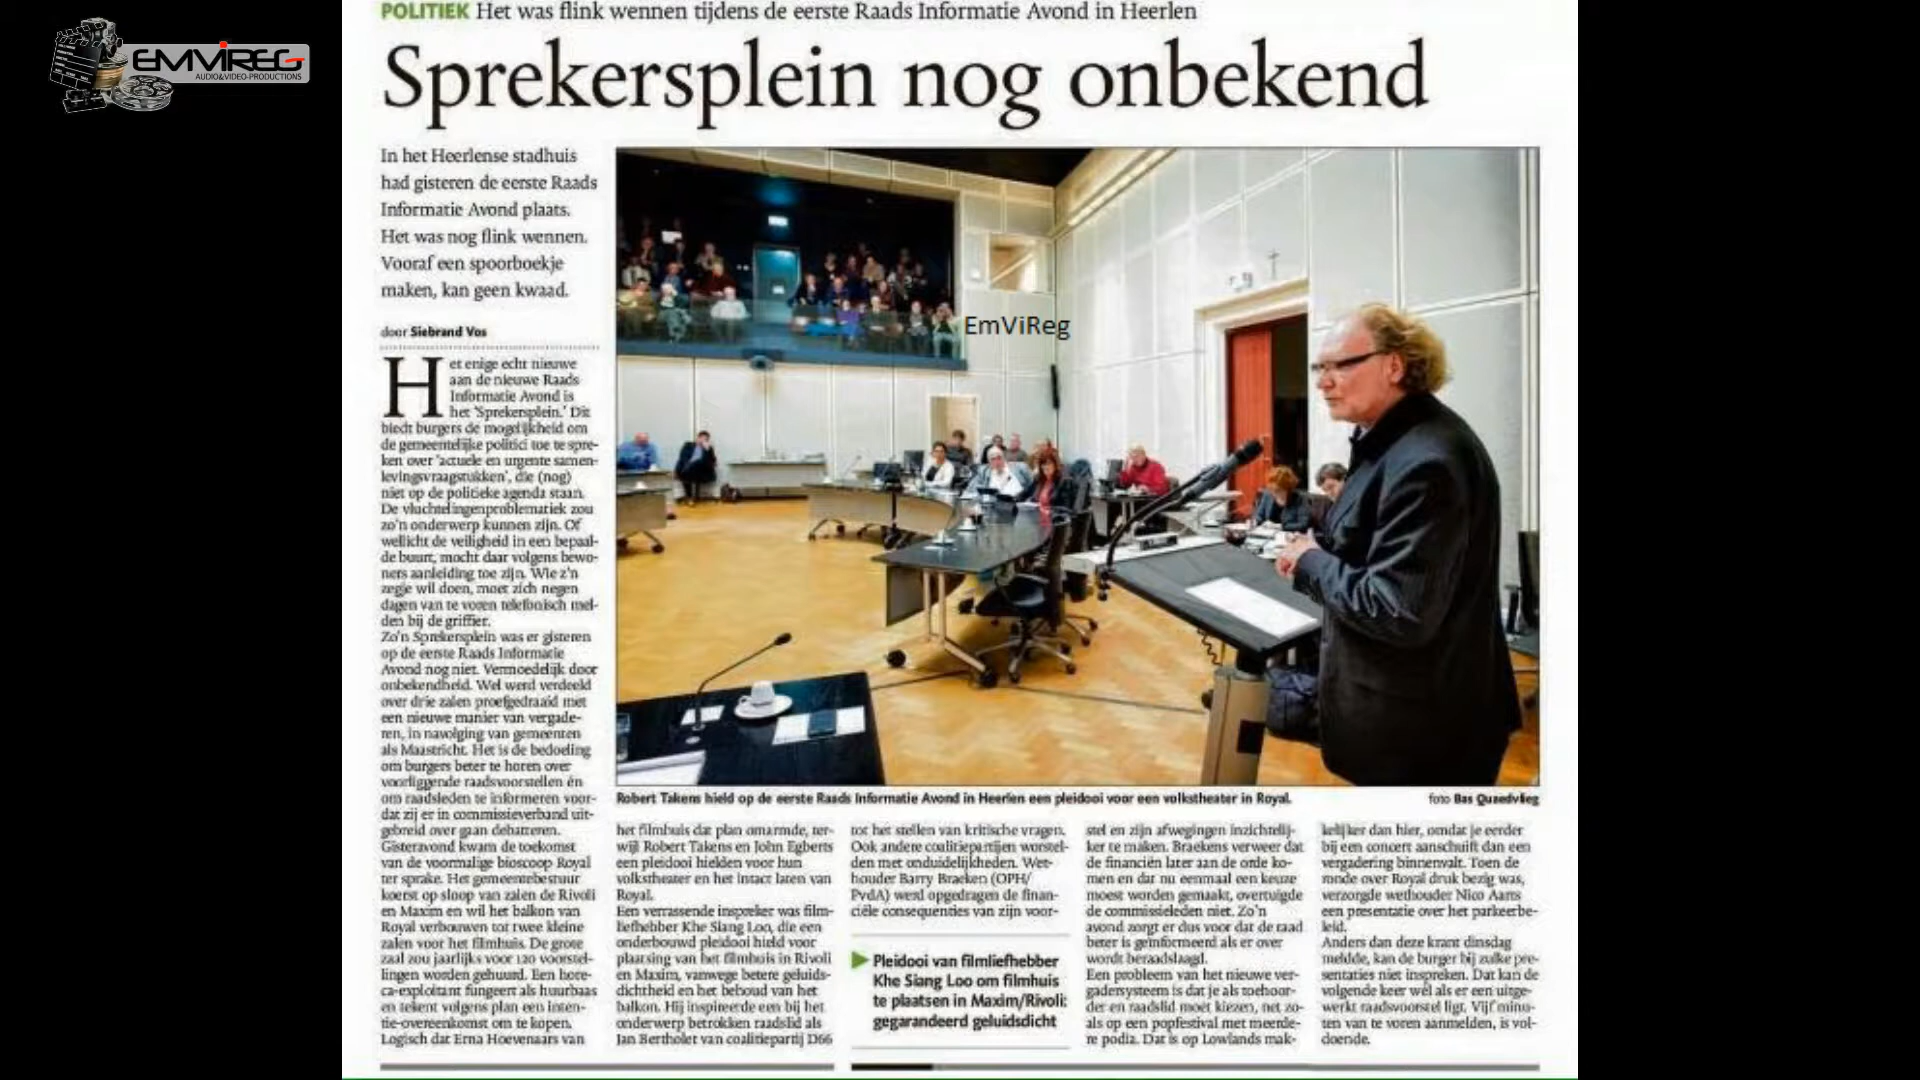 EMVIREG
AUDIO&VIDEO-PRODUCTIONS
POLITIEK Het was flink wennen tijdens de eerste Raads Informatie Avond in Heerlen
Sprekersplein nog onbekend
In het Heerlense stadhuis
had gisteren de eerste Raads
Informatie Avond plaats.
Het was nog flink wennen.
Vooraf een spoorboekje
maken, kan geen kwaad.
door Siebrand Vos
Het enige echt nieuwe
aan de nieuwe Raads
Informatie Avond is
het 'Sprekersplein.' Dit
biedt burgers de mogelijkheid om
de gemeentelijke politici toe te spre-
ken over 'actuele en urgente samen-
levingsvraagstukken', die (nog)
niet op de politieke agenda staan.
De vluchtelingenproblematiek zou
zo'n onderwerp kunnen zijn. Of
wellicht de veiligheid in een bepaal-
de buurt, mocht daar volgens bewo-
ners aanleiding toe zijn. Wie z'n
zegje wil doen, moet zich negen
dagen van te voren telefonisch mel-
den bij de griffier.
Zo'n Sprekersplein was er gisteren
op de eerste Raads Informatie
Avond nog niet. Vermoedelijk door
onbekendheid. Wel werd verdeeld
over drie zalen proefgedraaid met
een nieuwe manier van vergade-
ren, in navolging van gemeenten
als Maastricht. Het is de bedoeling
om burgers beter te horen over
voorliggende raadsvoorstellen én
om raadsleden te informeren voor-
dat zij er in commissieverband uit-
gebreid over gaan debatteren.
Gisteravond kwam de toekomst
van de voormalige bioscoop Royal
ter sprake. Het gemeentebestuur
koerst op sloop van zalen de Rivoli
en Maxim en wil het balkon van
Royal verbouwen tot twee kleine
zalen voor het filmhuis. De grote
zaal zou jaarlijks voor 120 voorstel-
lingen worden gehuurd. Een hore-
ca-exploitant fungeert als huurbaas
en tekent volgens plan een inten-
tie-overeenkomst om te kopen.
Logisch dat Erna Hoevenaars van
EmViReg
Robert Takens hield op de eerste Raads Informatie Avond in Heerlen een pleidooi voor een volkstheater in Royal.
foto Bas Quaedvlieg
het filmhuis dat plan omarmde, ter-
wijl Robert Takens en John Egberts
een pleidooi hielden voor hun
volkstheater en het intact laten van
Royal.
Een verrassende inspreker was film-
liefhebber Khe Siang Loo, die een
onderbouwd pleidooi hield voor
plaatsing van het filmhuis in Rivoli
en Maxim, vanwege betere geluids-
dichtheid en het behoud van het
balkon. Hij inspireerde een bij het
onderwerp betrokken raadslid als
Jan Bertholet van coalitiepartij D66
tot het stellen van kritische vragen.
Ook andere coalitiepartijen worstel-
den met onduidelijkheden. Wet-
houder Barry Braeken (OPH/
PvdA) werd opgedragen de finan-
ciële consequenties van zijn voor-
Pleidooi van filmliefhebber
Khe Siang Loo om filmhuis
te plaatsen in Maxim/Rivoli:
gegarandeerd geluidsdicht
stel en zijn afwegingen inzichtelij-
ker te maken. Braekens verweer dat
de financiën later aan de orde ko-
men en dat nu eenmaal een keuze
moest worden gemaakt, overtuigde
de commissieleden niet. Zo'n
avond zorgt er dus voor dat de raad
beter is geïnformeerd als er over
wordt beraadslaagd.
Een probleem van het nieuwe ver-
gadersysteem is dat je als toehoor-
der en raadslid moet kiezen, net zo-
als op een popfestival met meerde-
re podia. Dat is op Lowlands mak-
kelijker dan hier, omdat je eerder
bij een concert aanschuift dan een
vergadering binnenvalt. Toen de
ronde over Royal druk bezig was,
verzorgde wethouder Nico Aarts
een presentatie over het parkeerbe-
leid.
Anders dan deze krant dinsdag
meldde, kan de burger bij zulke pre-
sentaties niet inspreken. Dat kan de
volgende keer wél als er een uitge-
werkt raadsvoorstel ligt. Vijf minu-
ten van te voren aanmelden, is vol-
doende.